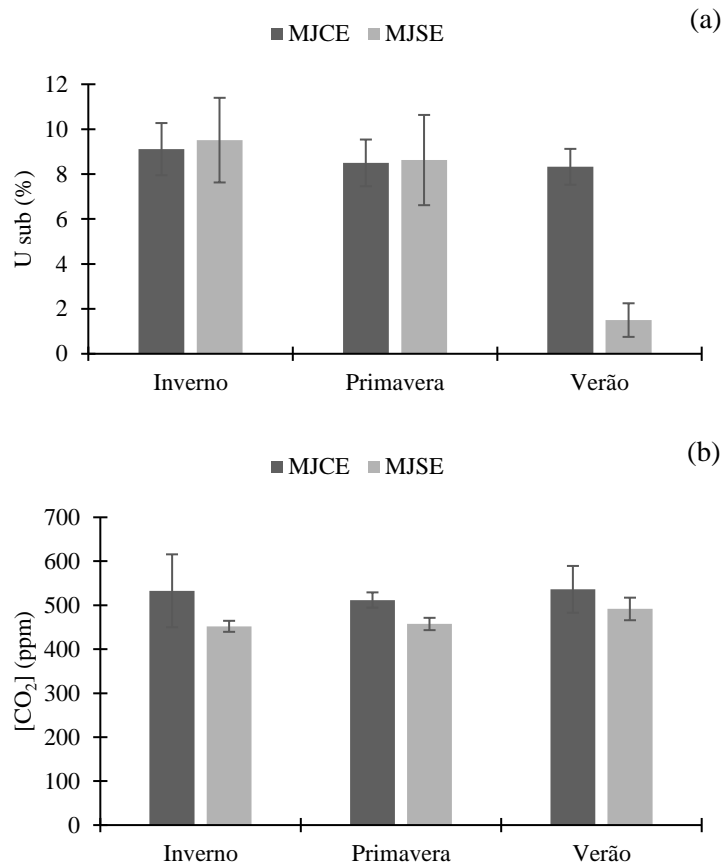 (a)
MJCE MJSE
12
10
8
6
4
2
0
U sub (%)
Inverno Primavera Verão
(b)
MJCE MJSE
700
600
500
400
300
200
100
0
[CO₂] (ppm)
Inverno Primavera Verão